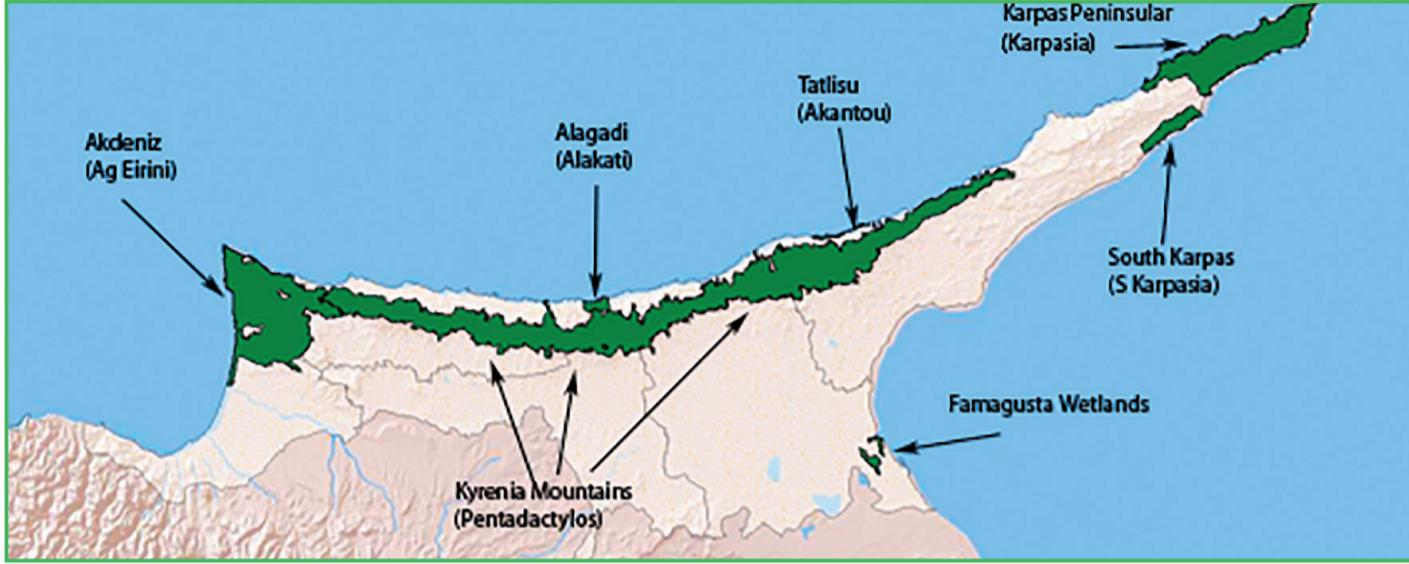 Karpas Peninsular
(Karpasia)
Tatlisu
(Akantou)
Alagadi
(Alakati)
Akdeniz
(Ag Eirini)
South Karpas
(S Karpasia)
Famagusta Wetlands
Kyrenia Mountains
(Pentadactylos)